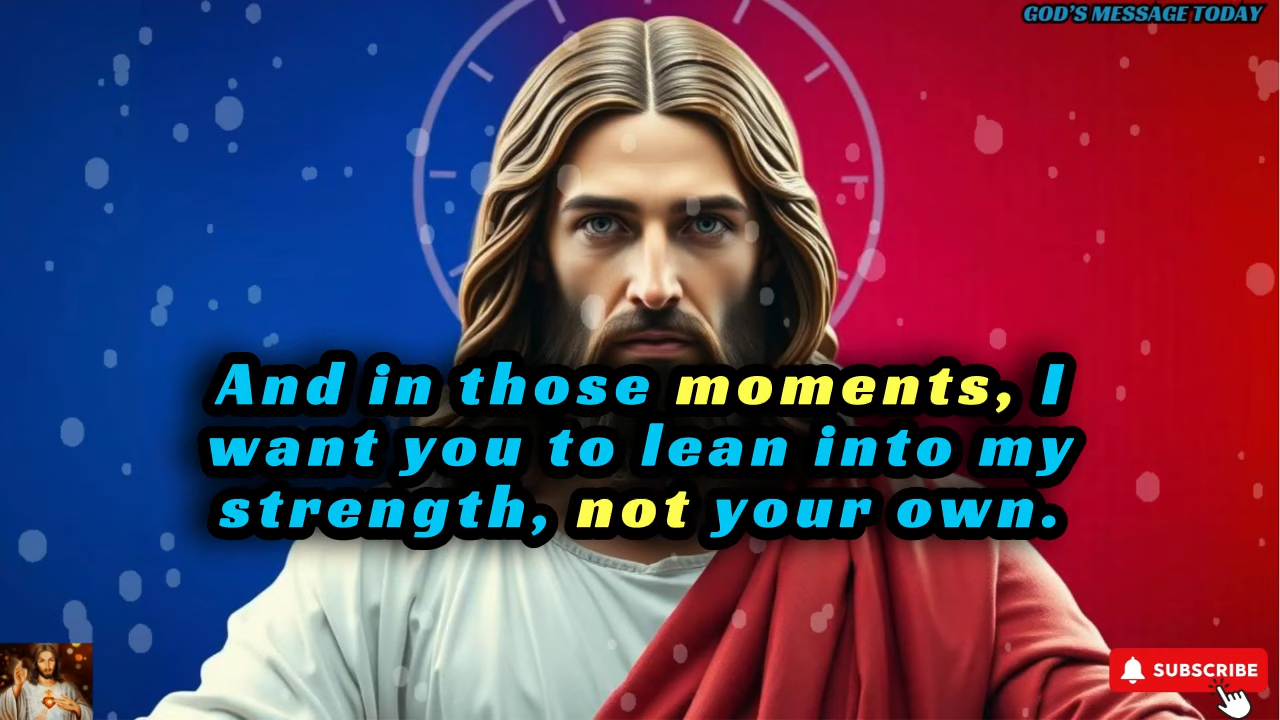 GOD'S MESSAGE TODAY
And in those moments, I
want you to lean into my
strength, not your own.
SUBSCRIBE